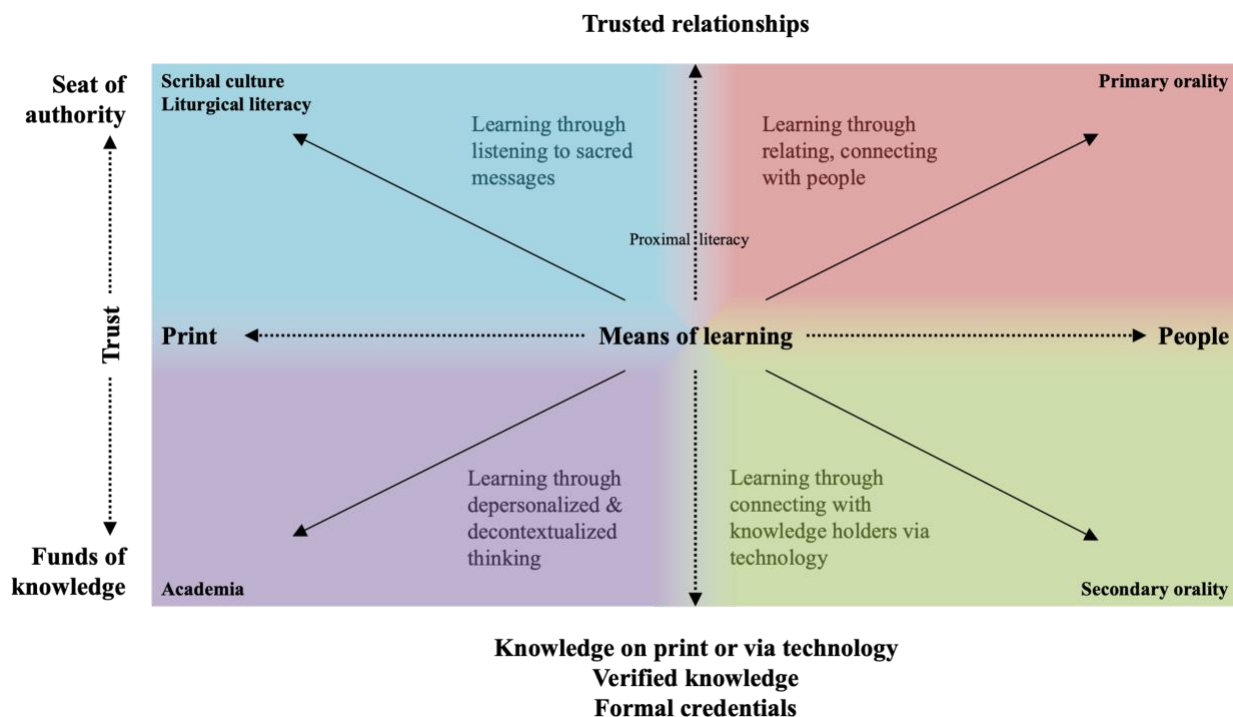 Trusted relationships
Seat of
authority
Scribal culture
Liturgical literacy
Primary orality
Learning through
listening to sacred
messages
Learning through
relating, connecting
with people
Proximal literacy
Trust
Print
Means of learning
People
Learning through
depersonalized &
decontextualized
thinking
Learning through
connecting with
knowledge holders via
technology
Funds of
knowledge
Academia
Secondary orality
Knowledge on print or via technology
Verified knowledge
Formal credentials